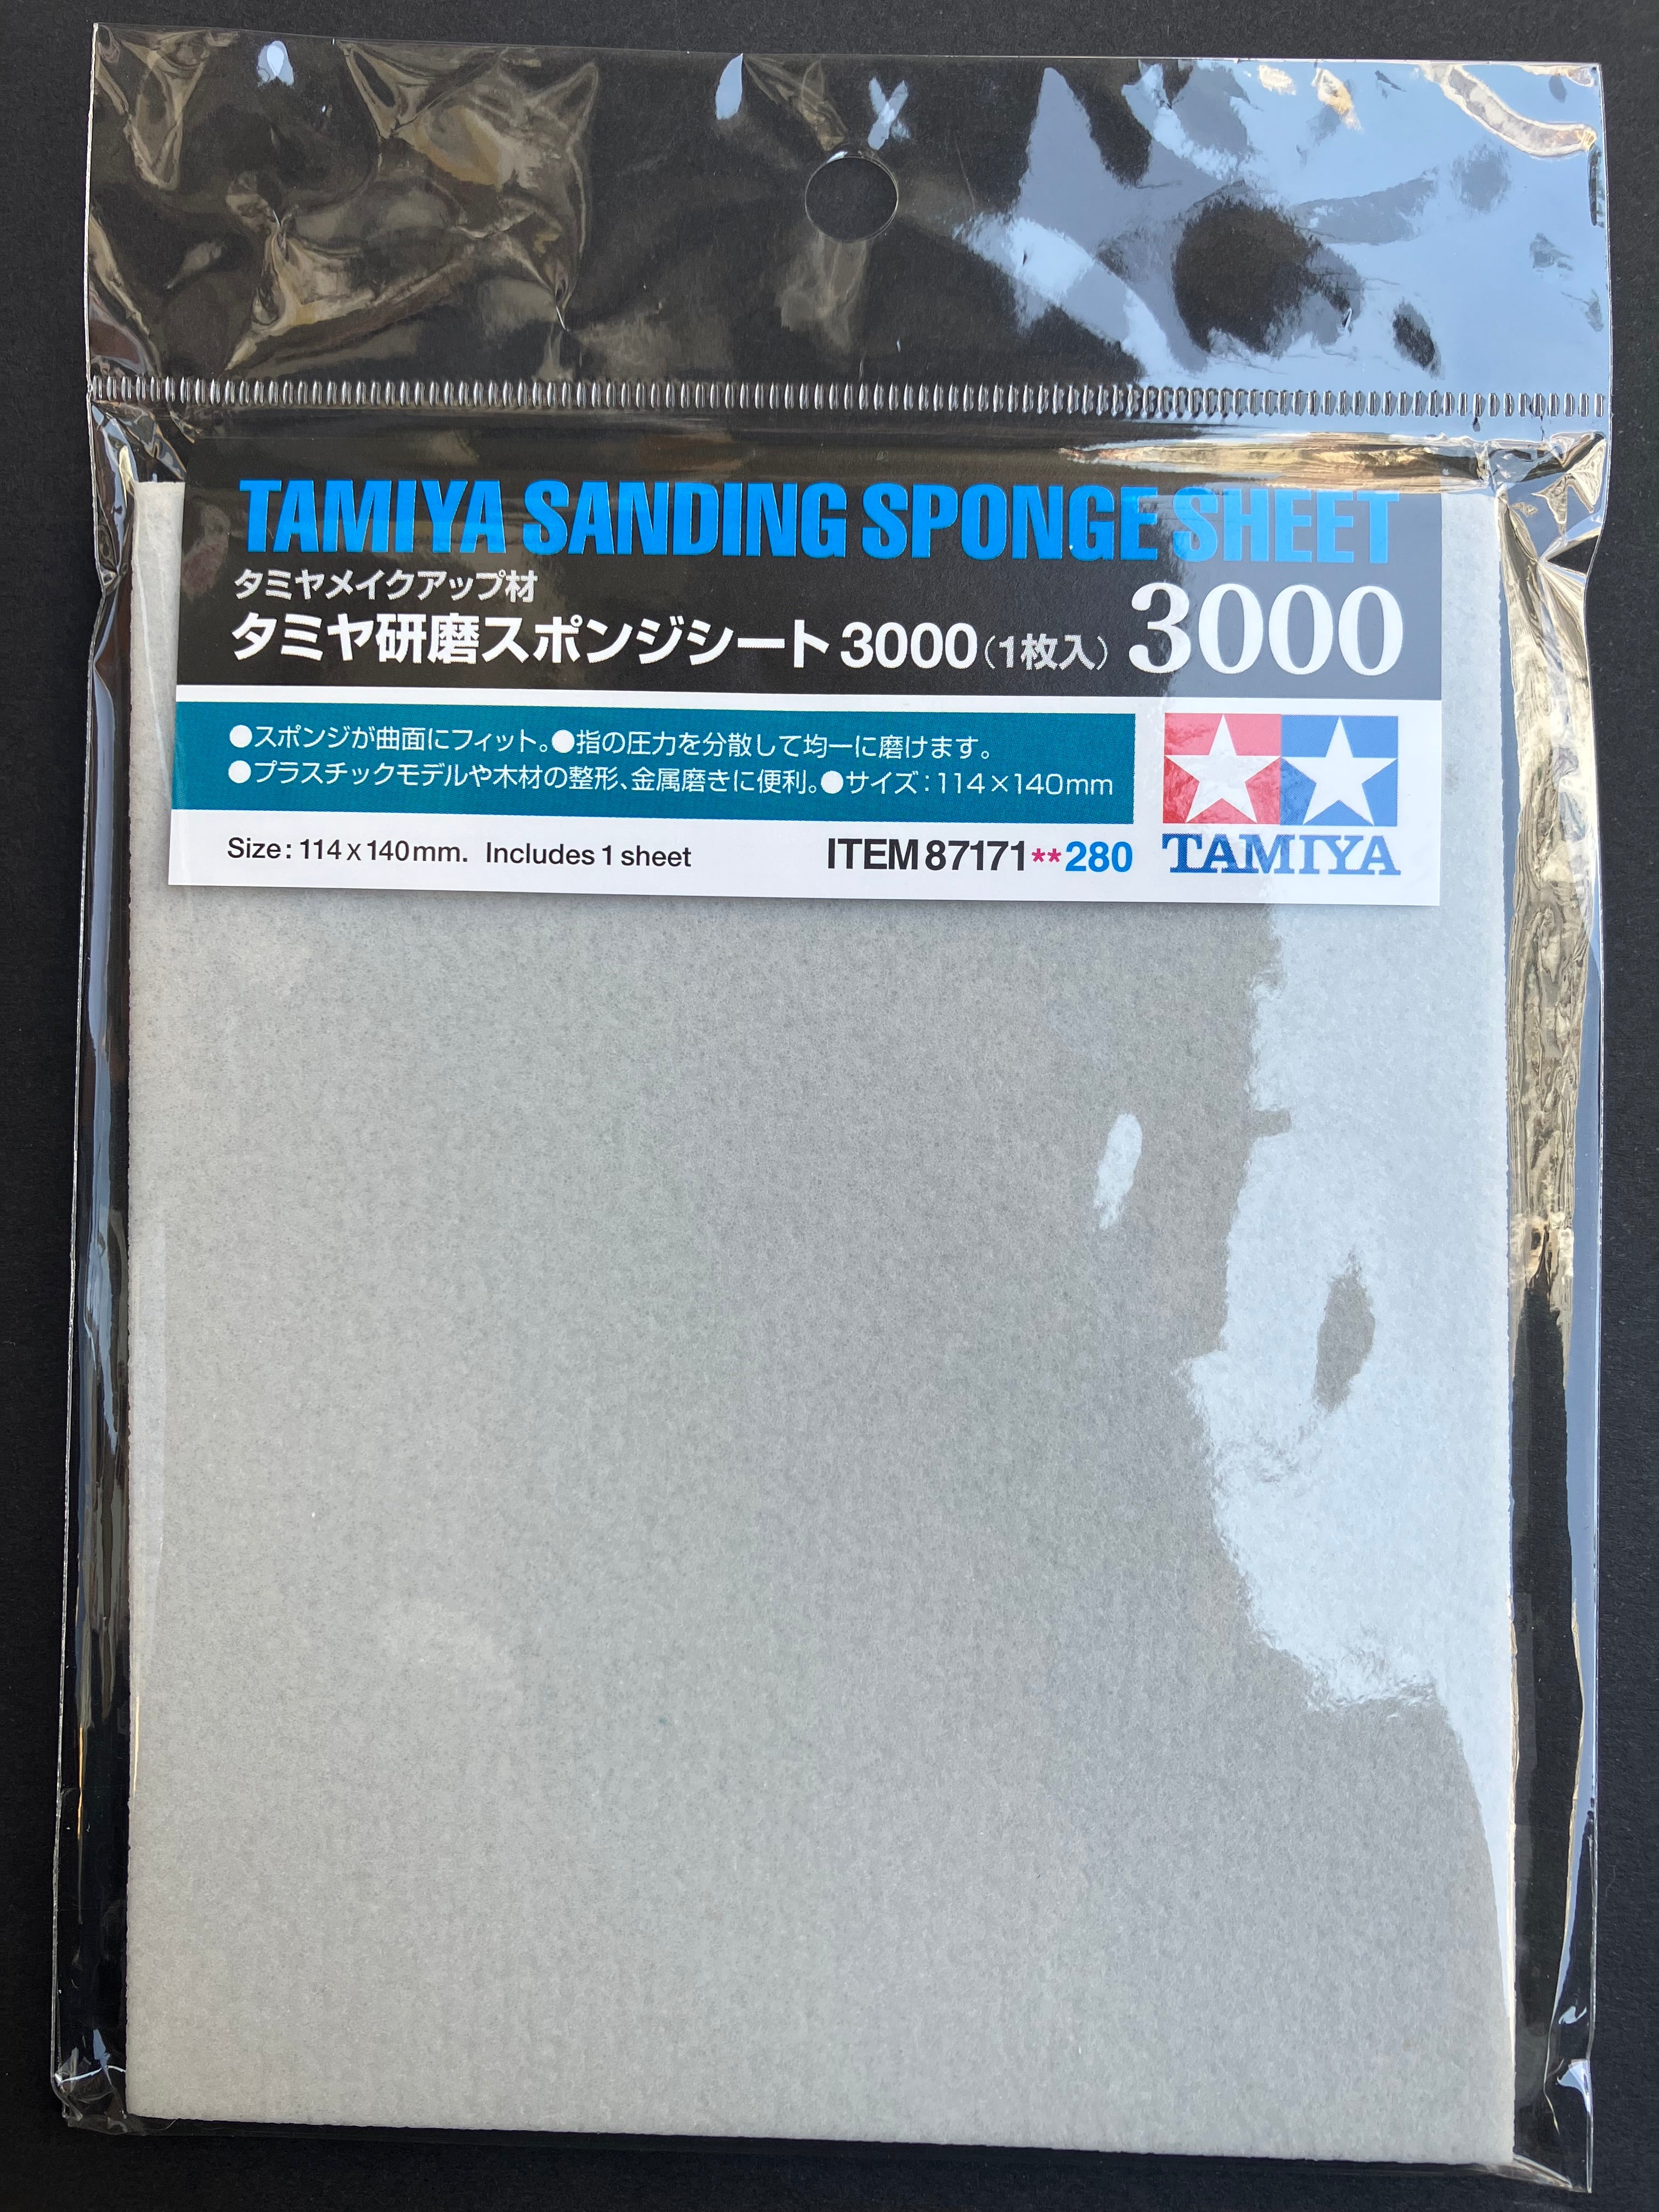 TAMIYA SANDING SPONGE SHEET
タミヤメイクアップ材
タミヤ研磨スポンジシート3000（1枚入） 3000
●スポンジが曲面にフィット。●指の圧力を分散して均一に磨けます。
●プラスチックモデルや木材の整形、金属磨きに便利。●サイズ：114×140mm
Size: 114 x 140mm. Includes 1 sheet
ITEM 87171**280
TAMIYA